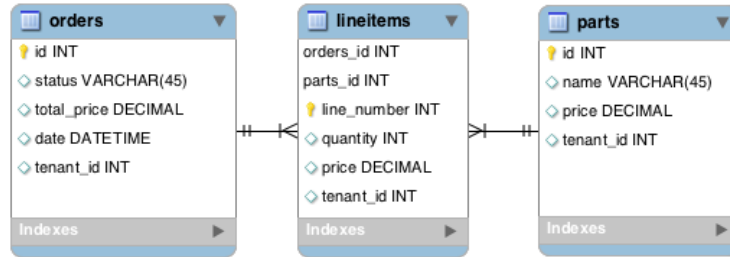 orders
id INT
status VARCHAR(45)
total_price DECIMAL
date DATETIME
tenant_id INT
Indexes
lineitems
orders_id INT
parts_id INT
line_number INT
quantity INT
price DECIMAL
tenant_id INT
Indexes
parts
id INT
name VARCHAR(45)
price DECIMAL
tenant_id INT
Indexes